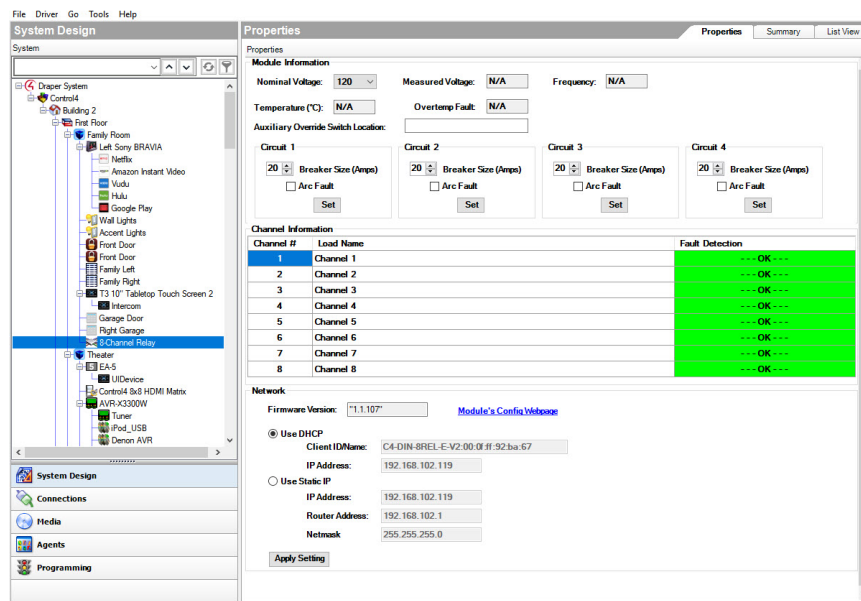 File Driver Go Tools Help
System Design
System
Draper System
Control4
Building 2
First Floor
Family Room
Left Sony BRAVIA
Netflix
Amazon Instant Video
Vudu
Hulu
Google Play
Wall Lights
Accent Lights
Front Door
Front Door
Family Left
Family Right
T3 10" Tabletop Touch Screen 2
Intercom
Garage Door
Right Garage
8-Channel Relay
Theater
EA-5
UIDevice
Control4 8x8 HDMI Matrix
AVR-X3300W
Tuner
iPod_USB
Denon AVR
System Design
Connections
Media
Agents
Programming
Properties
Properties Summary List View
Properties
Module Information
Nominal Voltage: 120 Measured Voltage: N/A Frequency: N/A
Temperature (°C): N/A Overtemp Fault: N/A
Auxiliary Override Switch Location:
Circuit 1 Circuit 2 Circuit 3 Circuit 4
20 Breaker Size (Amps) 20 Breaker Size (Amps) 20 Breaker Size (Amps) 20 Breaker Size (Amps)
Arc Fault Arc Fault Arc Fault Arc Fault
Set Set Set Set
Channel Information
Channel # Load Name Fault Detection
1 Channel 1 - - - OK - - -
2 Channel 2 - - - OK - - -
3 Channel 3 - - - OK - - -
4 Channel 4 - - - OK - - -
5 Channel 5 - - - OK - - -
6 Channel 6 - - - OK - - -
7 Channel 7 - - - OK - - -
8 Channel 8 - - - OK - - -
Network
Firmware Version: "1.1.107" Module's Config Webpage
Use DHCP
Client ID/Name: C4-DIN-8REL-E-V2:00:0f:ff:92:ba:67
IP Address: 192.168.102.119
Use Static IP
IP Address: 192.168.102.119
Router Address: 192.168.102.1
Netmask 255.255.255.0
Apply Setting